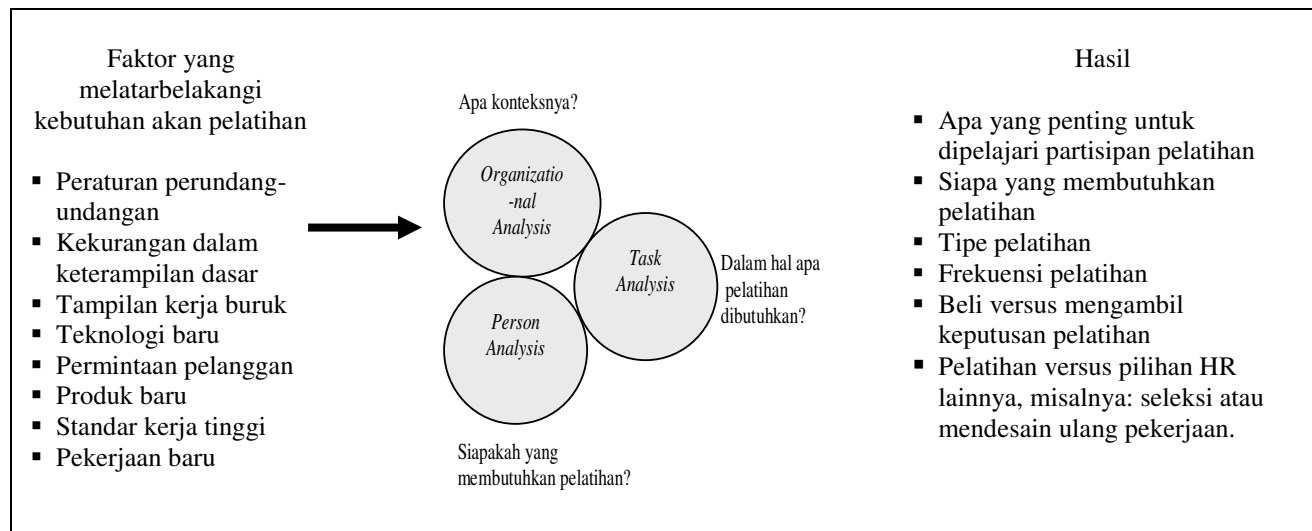 Faktor yang
melatarbelakangi
kebutuhan akan pelatihan
▪ Peraturan perundang-
undangan
▪ Kekurangan dalam
keterampilan dasar
▪ Tampilan kerja buruk
▪ Teknologi baru
▪ Permintaan pelanggan
▪ Produk baru
▪ Standar kerja tinggi
▪ Pekerjaan baru
Apa konteksnya?
Organizatio
-nal
Analysis
Task
Analysis
Dalam hal apa
pelatihan
dibutuhkan?
Person
Analysis
Siapakah yang
membutuhkan pelatihan?
Hasil
▪ Apa yang penting untuk
dipelajari partisipan pelatihan
▪ Siapa yang membutuhkan
pelatihan
▪ Tipe pelatihan
▪ Frekuensi pelatihan
▪ Beli versus mengambil
keputusan pelatihan
▪ Pelatihan versus pilihan HR
lainnya, misalnya: seleksi atau
mendesain ulang pekerjaan.